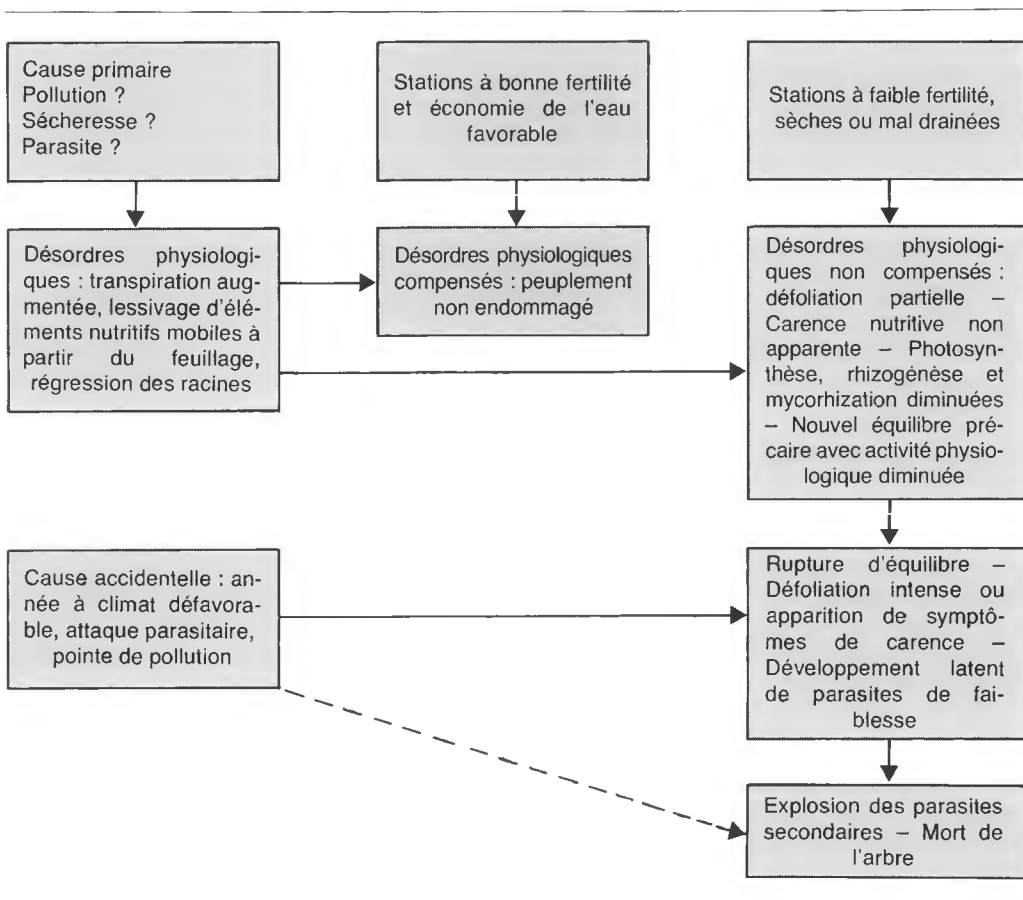 Cause primaire
Pollution ?
Sécheresse ?
Parasite ?
Stations à bonne fertilité
et économie de l'eau
favorable
Stations à faible fertilité,
sèches ou mal drainées
Désordres physiologi-
ques : transpiration aug-
mentée, lessivage d'élé-
ments nutritifs mobiles à
partir du feuillage,
régression des racines
Désordres physiologiques
compensés : peuplement
non endommagé
Désordres physiologi-
ques non compensés :
défoliation partielle –
Carence nutritive non
apparente – Photosyn-
thèse, rhizogénèse et
mycorhization diminuées
– Nouvel équilibre pré-
caire avec activité physio-
logique diminuée
Cause accidentelle : an-
née à climat défavora-
ble, attaque parasitaire,
pointe de pollution
Rupture d'équilibre –
Défoliation intense ou
apparition de symptô-
mes de carence –
Développement latent
de parasites de fai-
blesse
Explosion des parasites
secondaires – Mort de
l'arbre